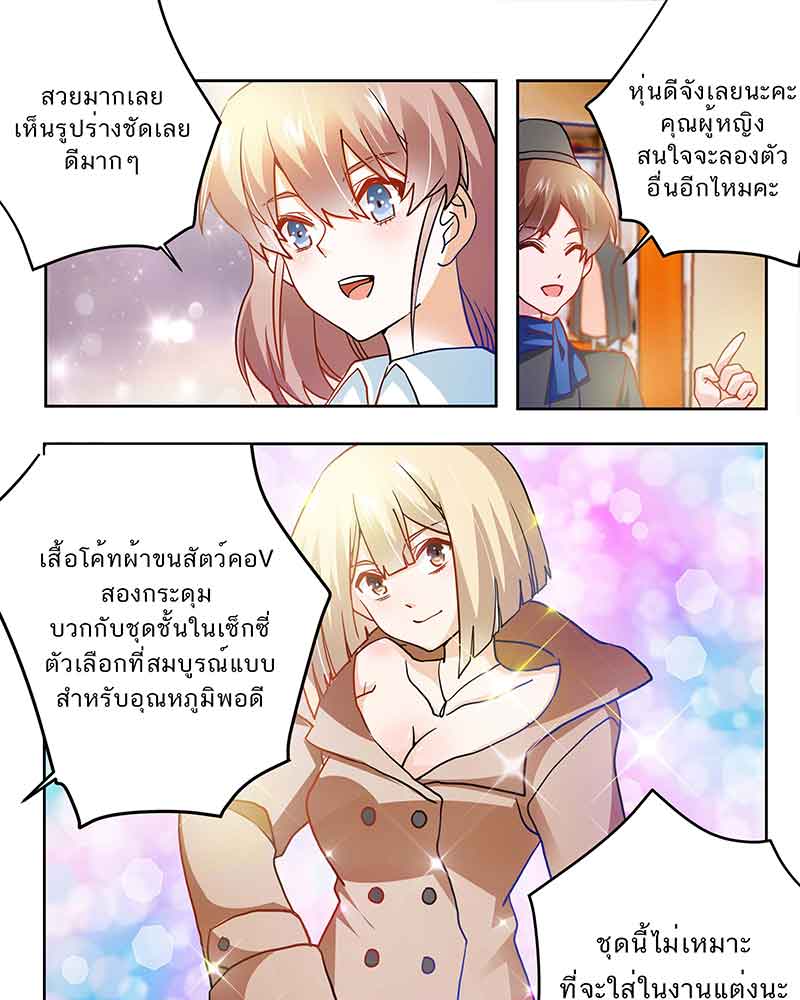 สวยมากเลย
เห็นรูปร่างชัดเลย
ดีมากๆ
หุ่นดีจังเลยนะคะ
คุณผู้หญิง
สนใจจะลองตัว
อื่นอีกไหมคะ
เสื้อโค้ทผ้าขนสัตว์คอV
สองกระดุม
บวกกับชุดชั้นในเซ็กซี่
ตัวเลือกที่สมบูรณ์แบบ
สำหรับอุณหภูมิพอดี
ชุดนี้ไม่เหมาะ
ที่จะใส่ในงานแต่งนะ